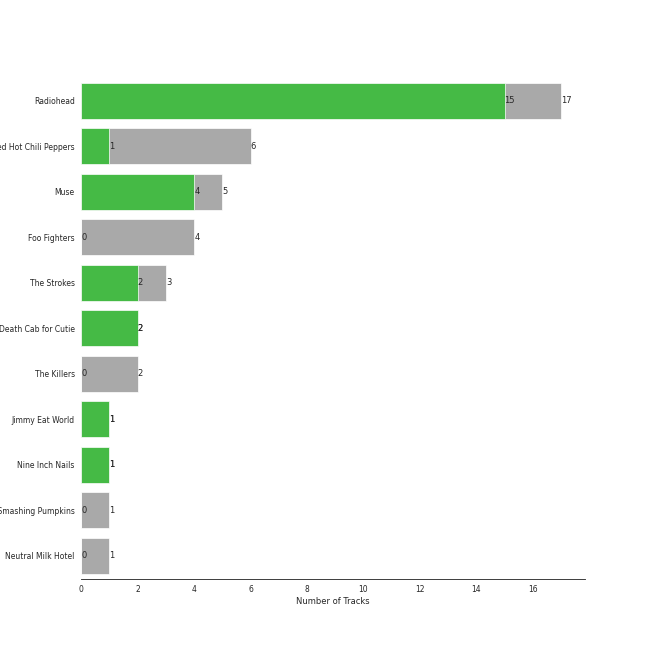 Radiohead 15 17
ed Hot Chili Peppers 1 6
Muse 4 5
Foo Fighters 0 4
The Strokes 2 3
Death Cab for Cutie 2
The Killers 0 2
Jimmy Eat World 1
Nine Inch Nails 1
Smashing Pumpkins 0 1
Neutral Milk Hotel 0 1
0 2 4 6 8 10 12 14 16
Number of Tracks